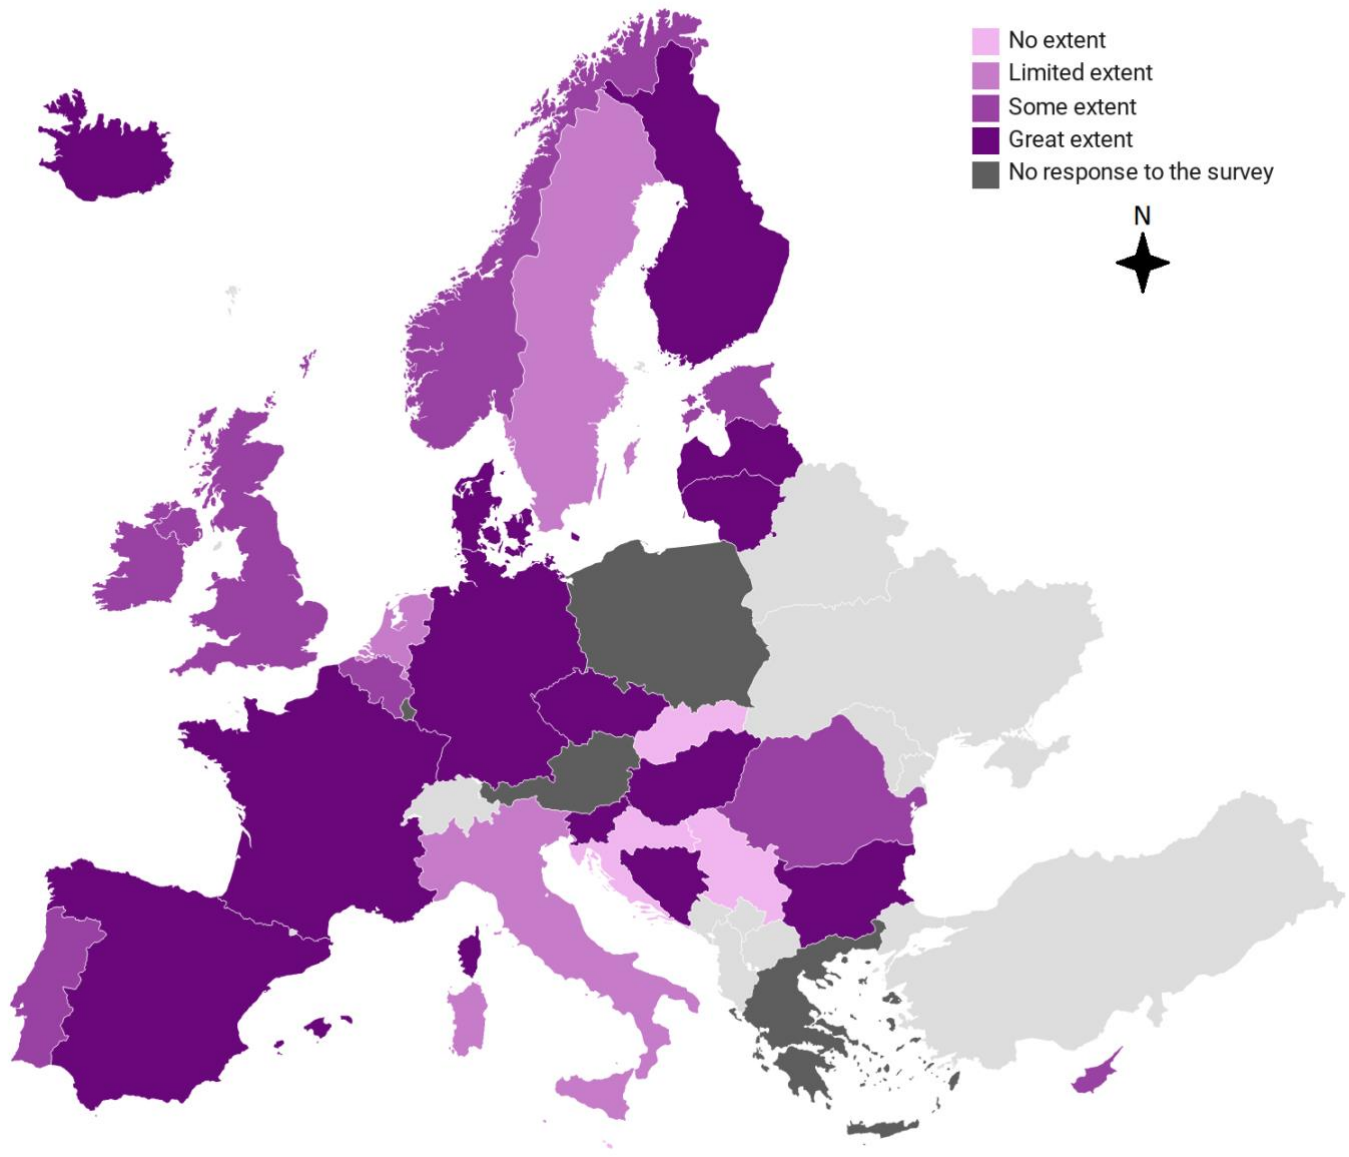 No extent
Limited extent
Some extent
Great extent
No response to the survey
N